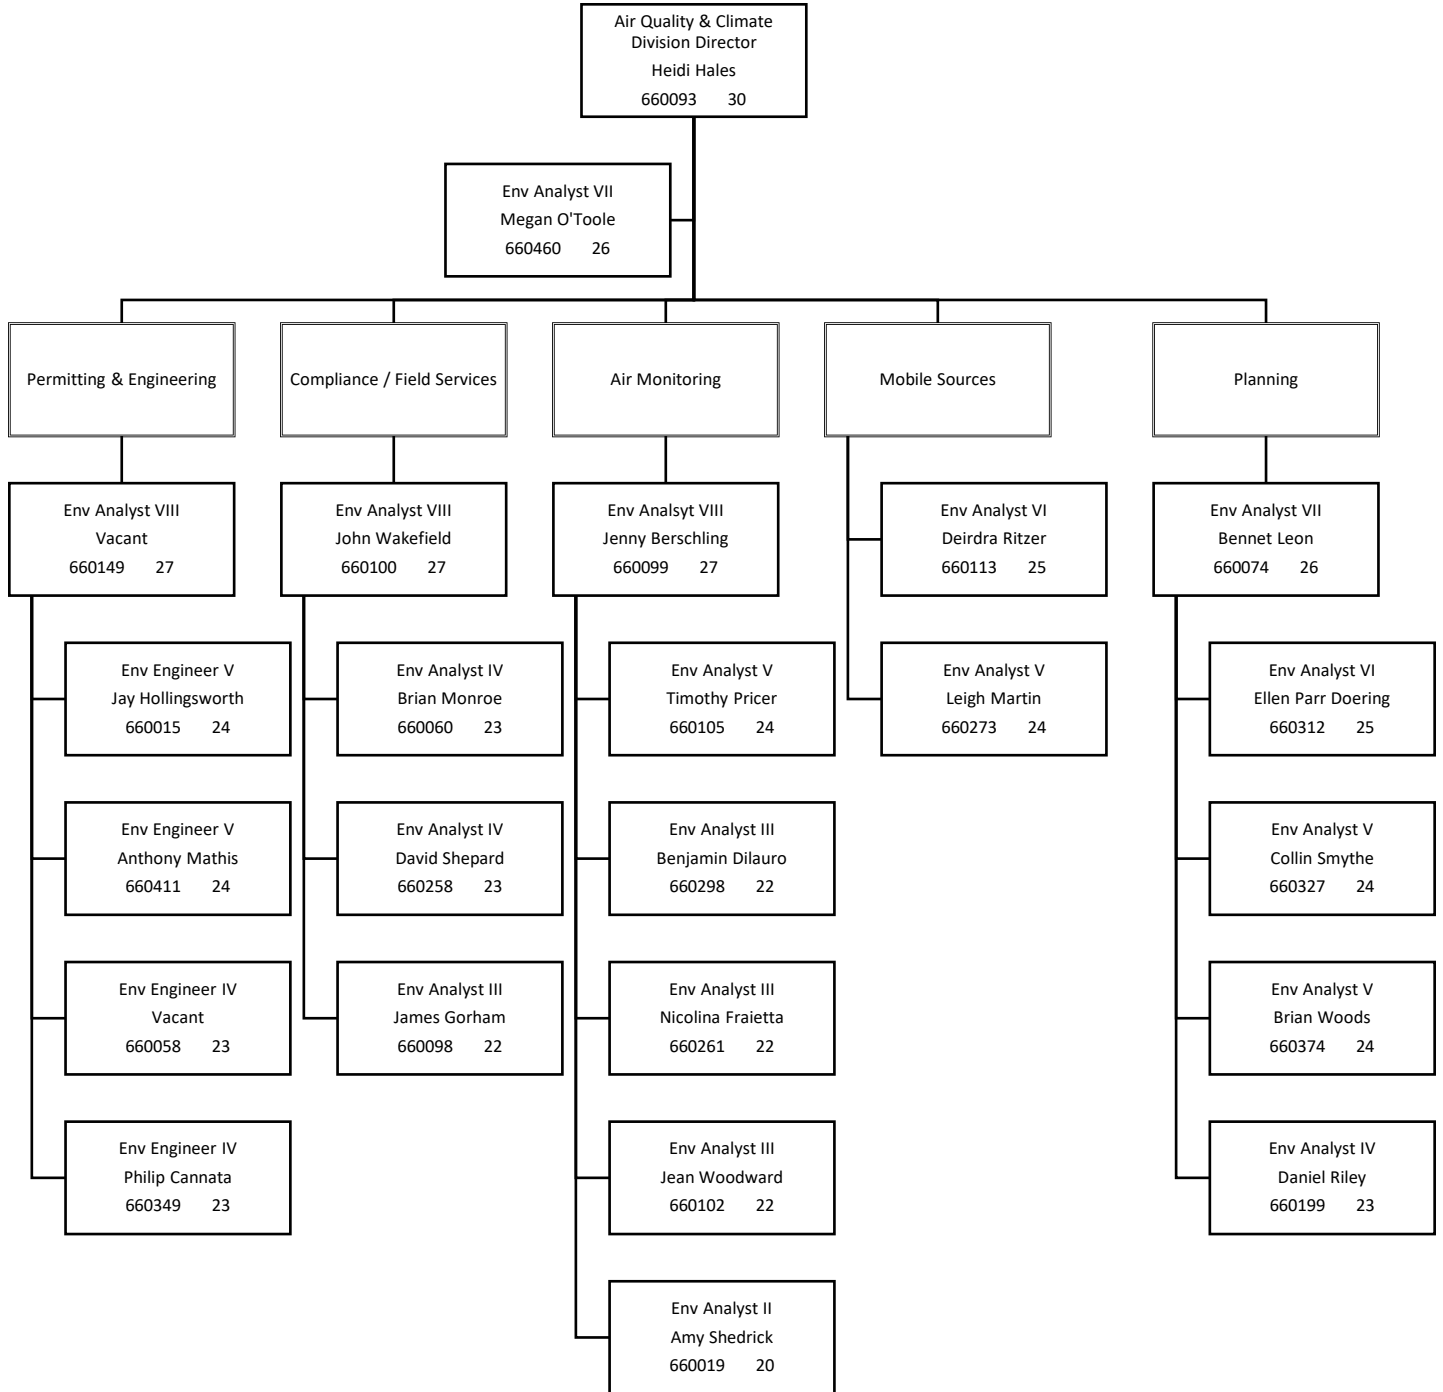 Air Quality & Climate
Division Director
Heidi Hales
660093 30
Env Analyst VII
Megan O'Toole
660460 26
Permitting & Engineering
Compliance / Field Services
Air Monitoring
Mobile Sources
Planning
Env Analyst VIII
Vacant
660149 27
Env Engineer V
Jay Hollingsworth
660015 24
Env Engineer V
Anthony Mathis
660411 24
Env Engineer IV
Vacant
660058 23
Env Engineer IV
Philip Cannata
660349 23
Env Analyst VIII
John Wakefield
660100 27
Env Analyst IV
Brian Monroe
660060 23
Env Analyst IV
David Shepard
660258 23
Env Analyst III
James Gorham
660098 22
Env Analsyt VIII
Jenny Berschling
660099 27
Env Analyst V
Timothy Pricer
660105 24
Env Analyst III
Benjamin Dilauro
660298 22
Env Analyst III
Nicolina Fraietta
660261 22
Env Analyst III
Jean Woodward
660102 22
Env Analyst II
Amy Shedrick
660019 20
Env Analyst VI
Deirdra Ritzer
660113 25
Env Analyst V
Leigh Martin
660273 24
Env Analyst VII
Bennet Leon
660074 26
Env Analyst VI
Ellen Parr Doering
660312 25
Env Analyst V
Collin Smythe
660327 24
Env Analyst V
Brian Woods
660374 24
Env Analyst IV
Daniel Riley
660199 23